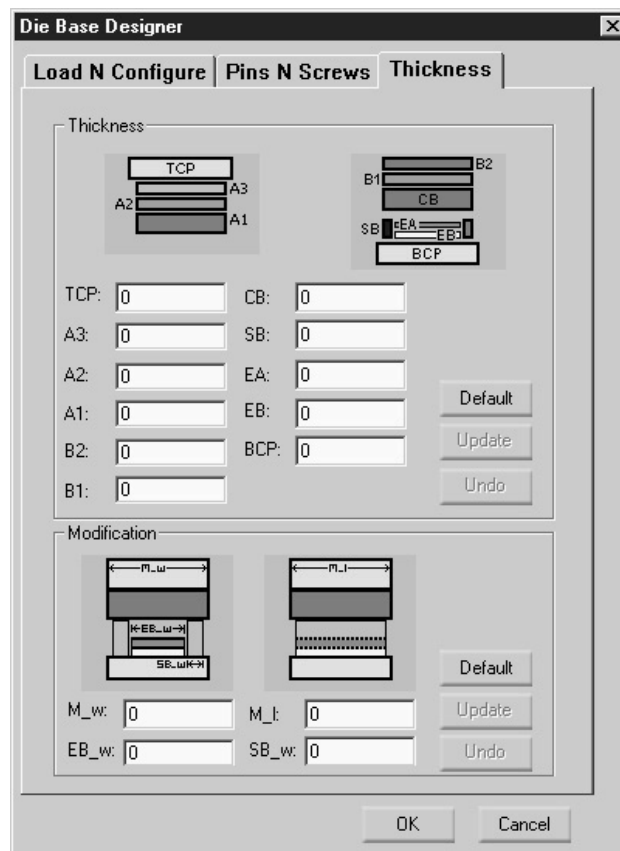 Die Base Designer
Load N Configure Pins N Screws Thickness
Thickness
TCP
A3
A2
A1
B2
B1
CB
SB EA
EB
BCP
TCP: 0 CB: 0
A3: 0 SB: 0
A2: 0 EA: 0
A1: 0 EB: 0
B2: 0 BCP: 0
B1: 0
Default
Update
Undo
Modification
M_w
EB_w
SB_w
M_l
M_w: 0 M_l: 0
EB_w: 0 SB_w: 0
Default
Update
Undo
OK Cancel